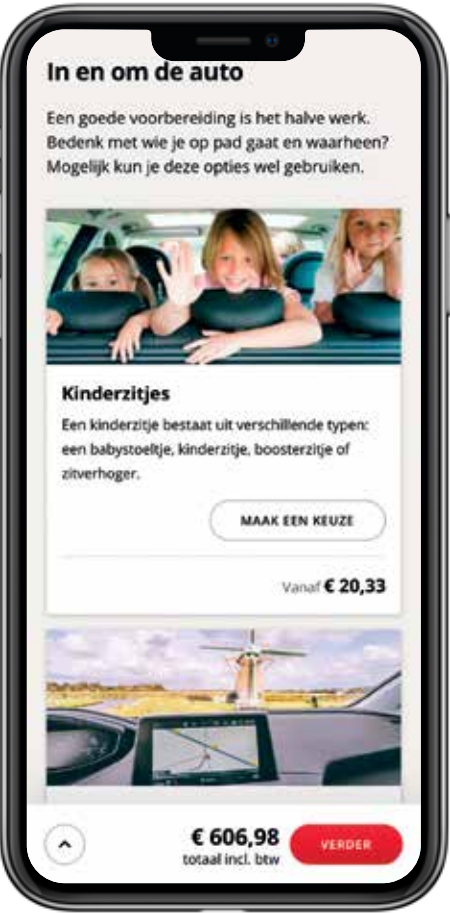 In en om de auto
Een goede voorbereiding is het halve werk.
Bedenk met wie je op pad gaat en waarheen?
Mogelijk kun je deze opties wel gebruiken.
Kinderzitjes
Een kinderzitje bestaat uit verschillende typen:
een babystoeltje, kinderzitje, boosterzitje of
zitverhoger.
MAAK EEN KEUZE
Vanaf € 20,33
€ 606,98
totaal incl. btw
VERDER